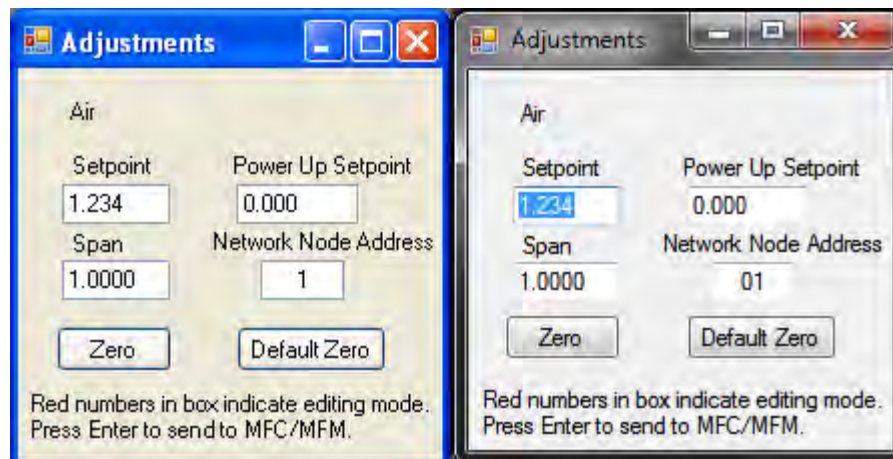 Adjustments
Air
Setpoint Power Up Setpoint
1.234 0.000
Span Network Node Address
1.0000 1
Zero Default Zero
Red numbers in box indicate editing mode.
Press Enter to send to MFC/MFM.
Adjustments
Air
Setpoint Power Up Setpoint
1.234 0.000
Span Network Node Address
1.0000 01
Zero Default Zero
Red numbers in box indicate editing mode.
Press Enter to send to MFC/MFM.